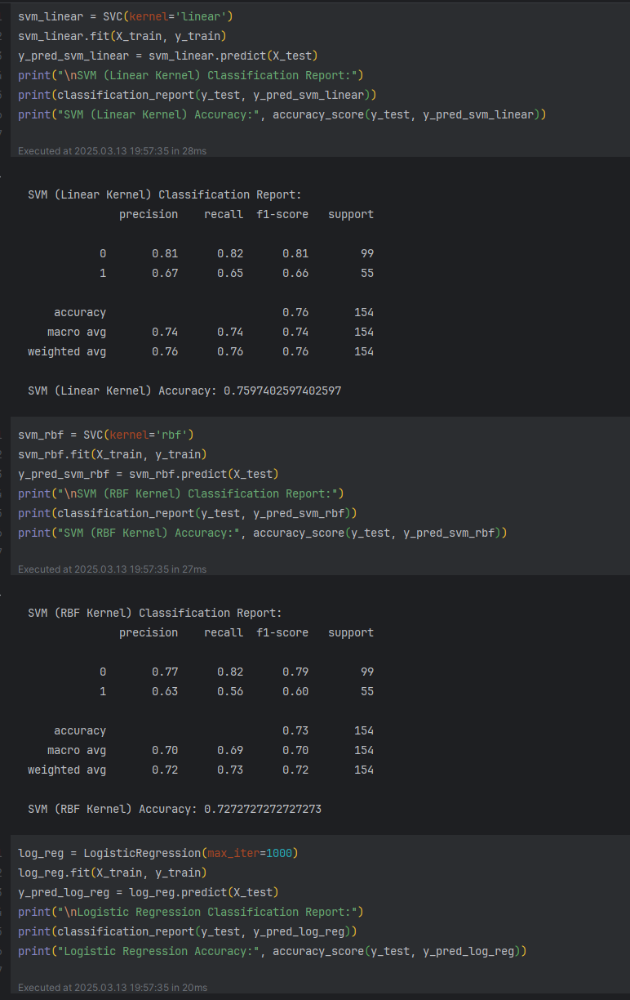 svm_linear = SVC(kernel='linear')
svm_linear.fit(X_train, y_train)
y_pred_svm_linear = svm_linear.predict(X_test)
print("\nSVM (Linear Kernel) Classification Report:")
print(classification_report(y_test, y_pred_svm_linear))
print("SVM (Linear Kernel) Accuracy:", accuracy_score(y_test, y_pred_svm_linear))
Executed at 2025.03.13 19:57:35 in 28ms
SVM (Linear Kernel) Classification Report:
precision recall f1-score support
0 0.81 0.82 0.81 99
1 0.67 0.65 0.66 55
accuracy 0.76 154
macro avg 0.74 0.74 0.74 154
weighted avg 0.76 0.76 0.76 154
SVM (Linear Kernel) Accuracy: 0.7597402597402597
svm_rbf = SVC(kernel='rbf')
svm_rbf.fit(X_train, y_train)
y_pred_svm_rbf = svm_rbf.predict(X_test)
print("\nSVM (RBF Kernel) Classification Report:")
print(classification_report(y_test, y_pred_svm_rbf))
print("SVM (RBF Kernel) Accuracy:", accuracy_score(y_test, y_pred_svm_rbf))
Executed at 2025.03.13 19:57:35 in 27ms
SVM (RBF Kernel) Classification Report:
precision recall f1-score support
0 0.77 0.82 0.79 99
1 0.63 0.56 0.60 55
accuracy 0.73 154
macro avg 0.70 0.69 0.70 154
weighted avg 0.72 0.73 0.72 154
SVM (RBF Kernel) Accuracy: 0.7272727272727273
log_reg = LogisticRegression(max_iter=1000)
log_reg.fit(X_train, y_train)
y_pred_log_reg = log_reg.predict(X_test)
print("\nLogistic Regression Classification Report:")
print(classification_report(y_test, y_pred_log_reg))
print("Logistic Regression Accuracy:", accuracy_score(y_test, y_pred_log_reg))
Executed at 2025.03.13 19:57:35 in 20ms